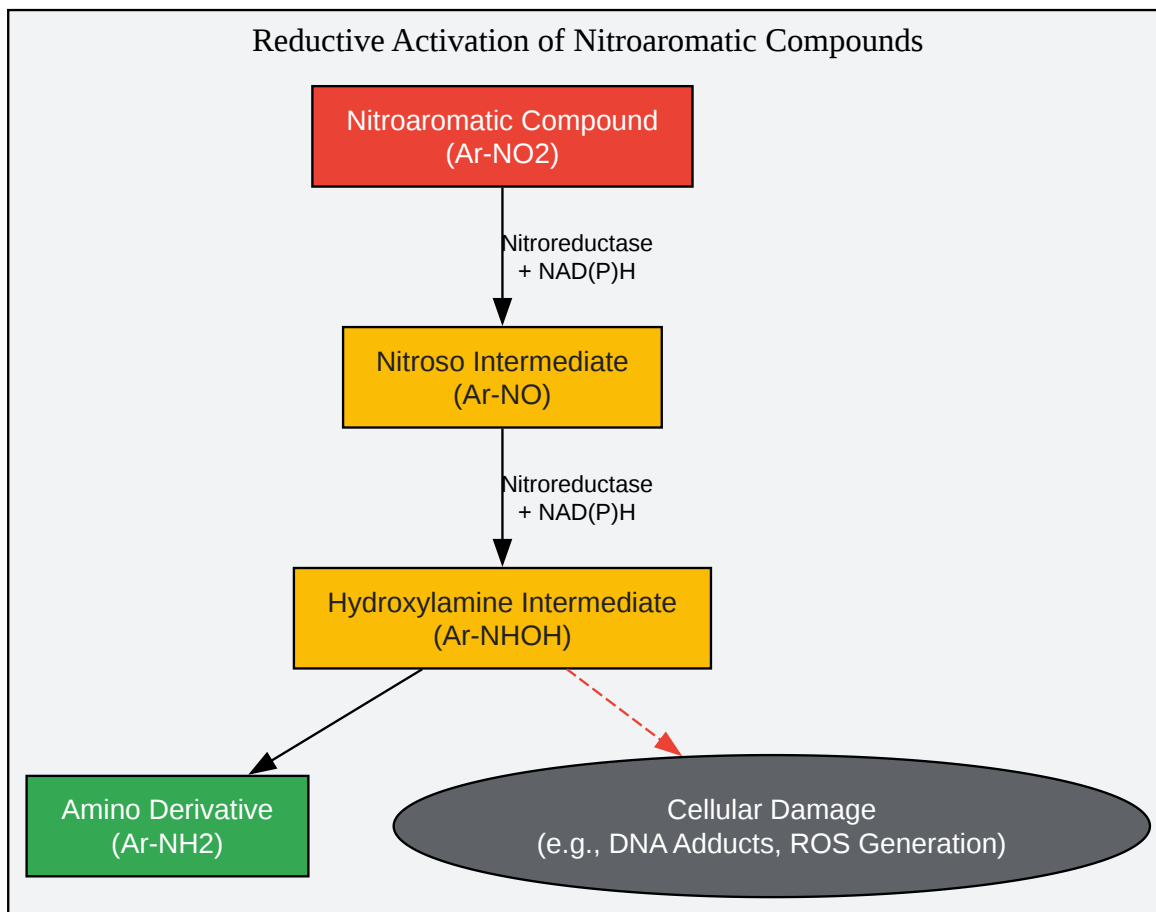 Reductive Activation of Nitroaromatic Compounds
Nitroaromatic Compound
(Ar-NO2)
Nitroreductase
+ NAD(P)H
Nitroso Intermediate
(Ar-NO)
Nitroreductase
+ NAD(P)H
Hydroxylamine Intermediate
(Ar-NHOH)
Amino Derivative
(Ar-NH2)
Cellular Damage
(e.g., DNA Adducts, ROS Generation)